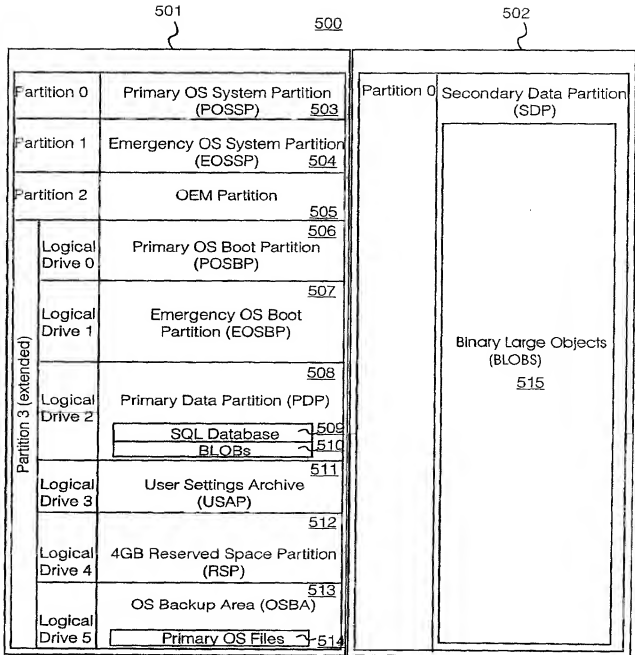 501
500
502
Partition 0
Primary OS System Partition
(POSSP)
503
Partition 1
Emergency OS System Partition
(EOSSP)
504
Partition 2
OEM Partition
505
Partition 3 (extended)
506
Logical
Drive 0
Primary OS Boot Partition
(POSBP)
507
Logical
Drive 1
Emergency OS Boot
Partition (EOSBP)
508
Logical
Drive 2
Primary Data Partition (PDP)
SQL Database
509
BLOBs
510
511
Logical
Drive 3
User Settings Archive
(USAP)
512
Logical
Drive 4
4GB Reserved Space Partition
(RSP)
513
Logical
Drive 5
OS Backup Area (OSBA)
Primary OS Files
514
Partition 0
Secondary Data Partition
(SDP)
Binary Large Objects
(BLOBS)
515